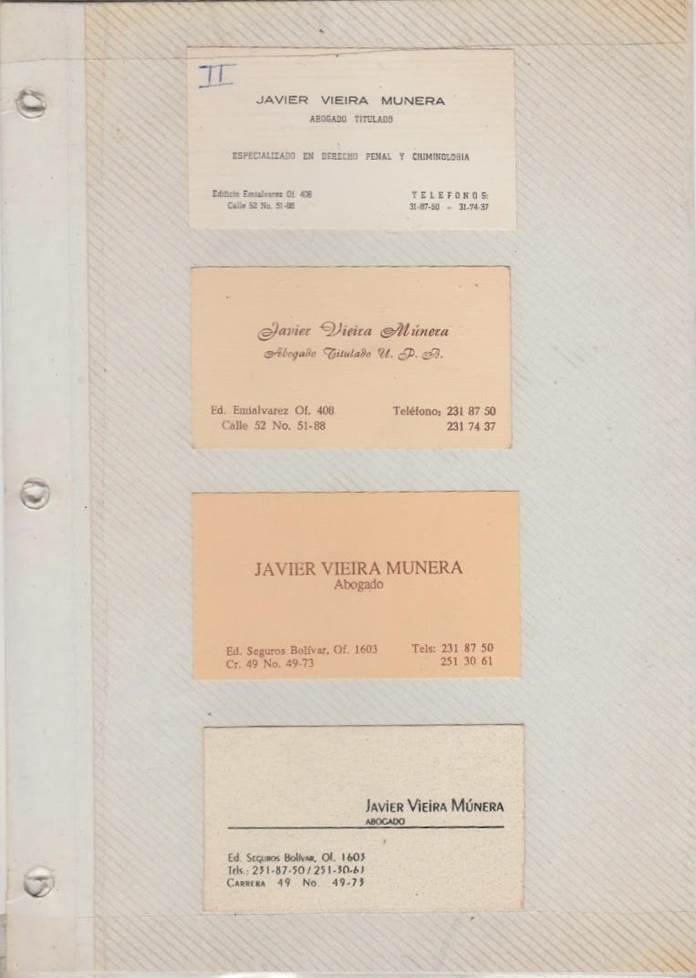 II
JAVIER VIEIRA MUNERA
ABOGADO TITULADO
ESPECIALIZADO EN DERECHO PENAL Y CRIMINOLOGIA
Edificio Emialvarez Of. 408
Calle 52 No. 51-88
TELEFONOS:
31-87-50 - 31-74-37
Javier Vieira Múnera
Abogado Titulado U. P. B.
Ed. Emialvarez Of. 408
Calle 52 No. 51-88
Teléfono: 231 87 50
231 74 37
JAVIER VIEIRA MUNERA
Abogado
Ed. Seguros Bolívar, Of. 1603
Cr. 49 No. 49-73
Tels: 231 87 50
251 30 61
JAVIER VIEIRA MÚNERA
ABOGADO
Ed. SEGUROS BOLÍVAR, Of. 1603
Tels.: 231-87-50 / 251-30-61
CARRERA 49 No. 49-73